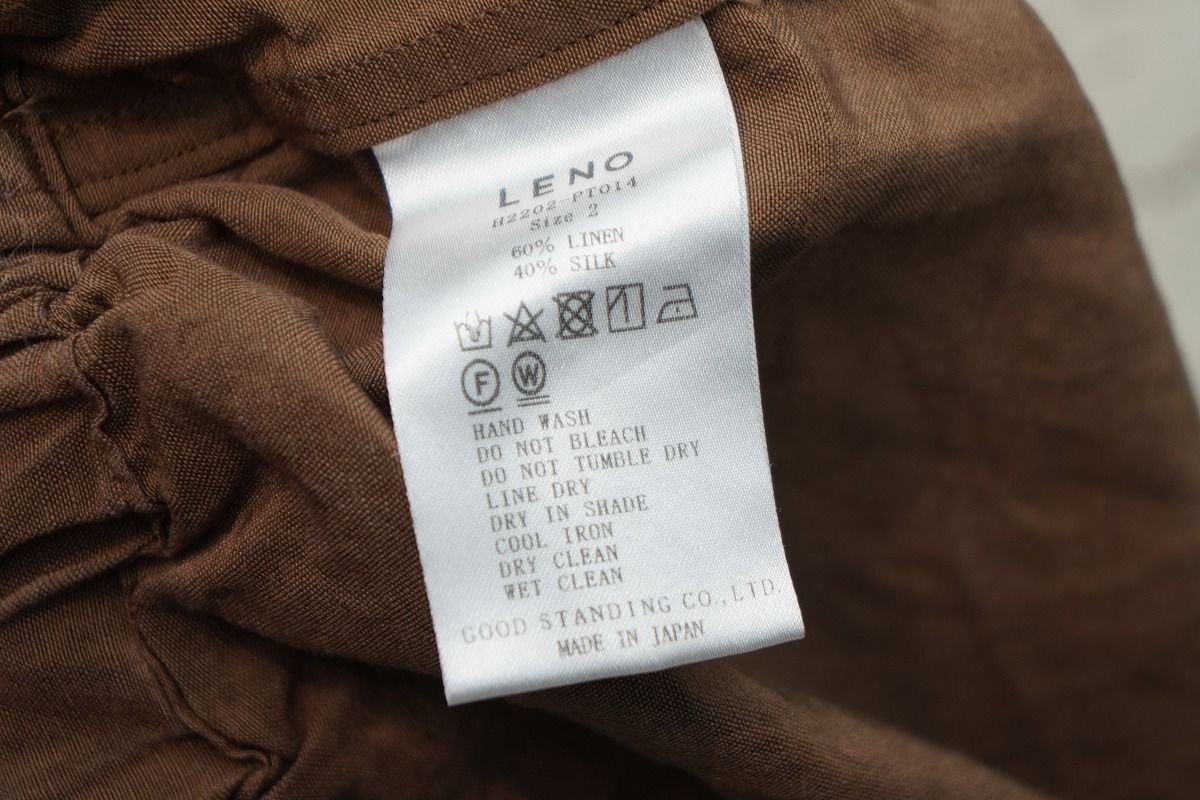 LENO
H2202-PT014
Size 2
60% LINEN
40% SILK
F W
HAND WASH
DO NOT BLEACH
DO NOT TUMBLE DRY
LINE DRY
DRY IN SHADE
COOL IRON
DRY CLEAN
WET CLEAN
GOOD STANDING CO.,LTD.
MADE IN JAPAN